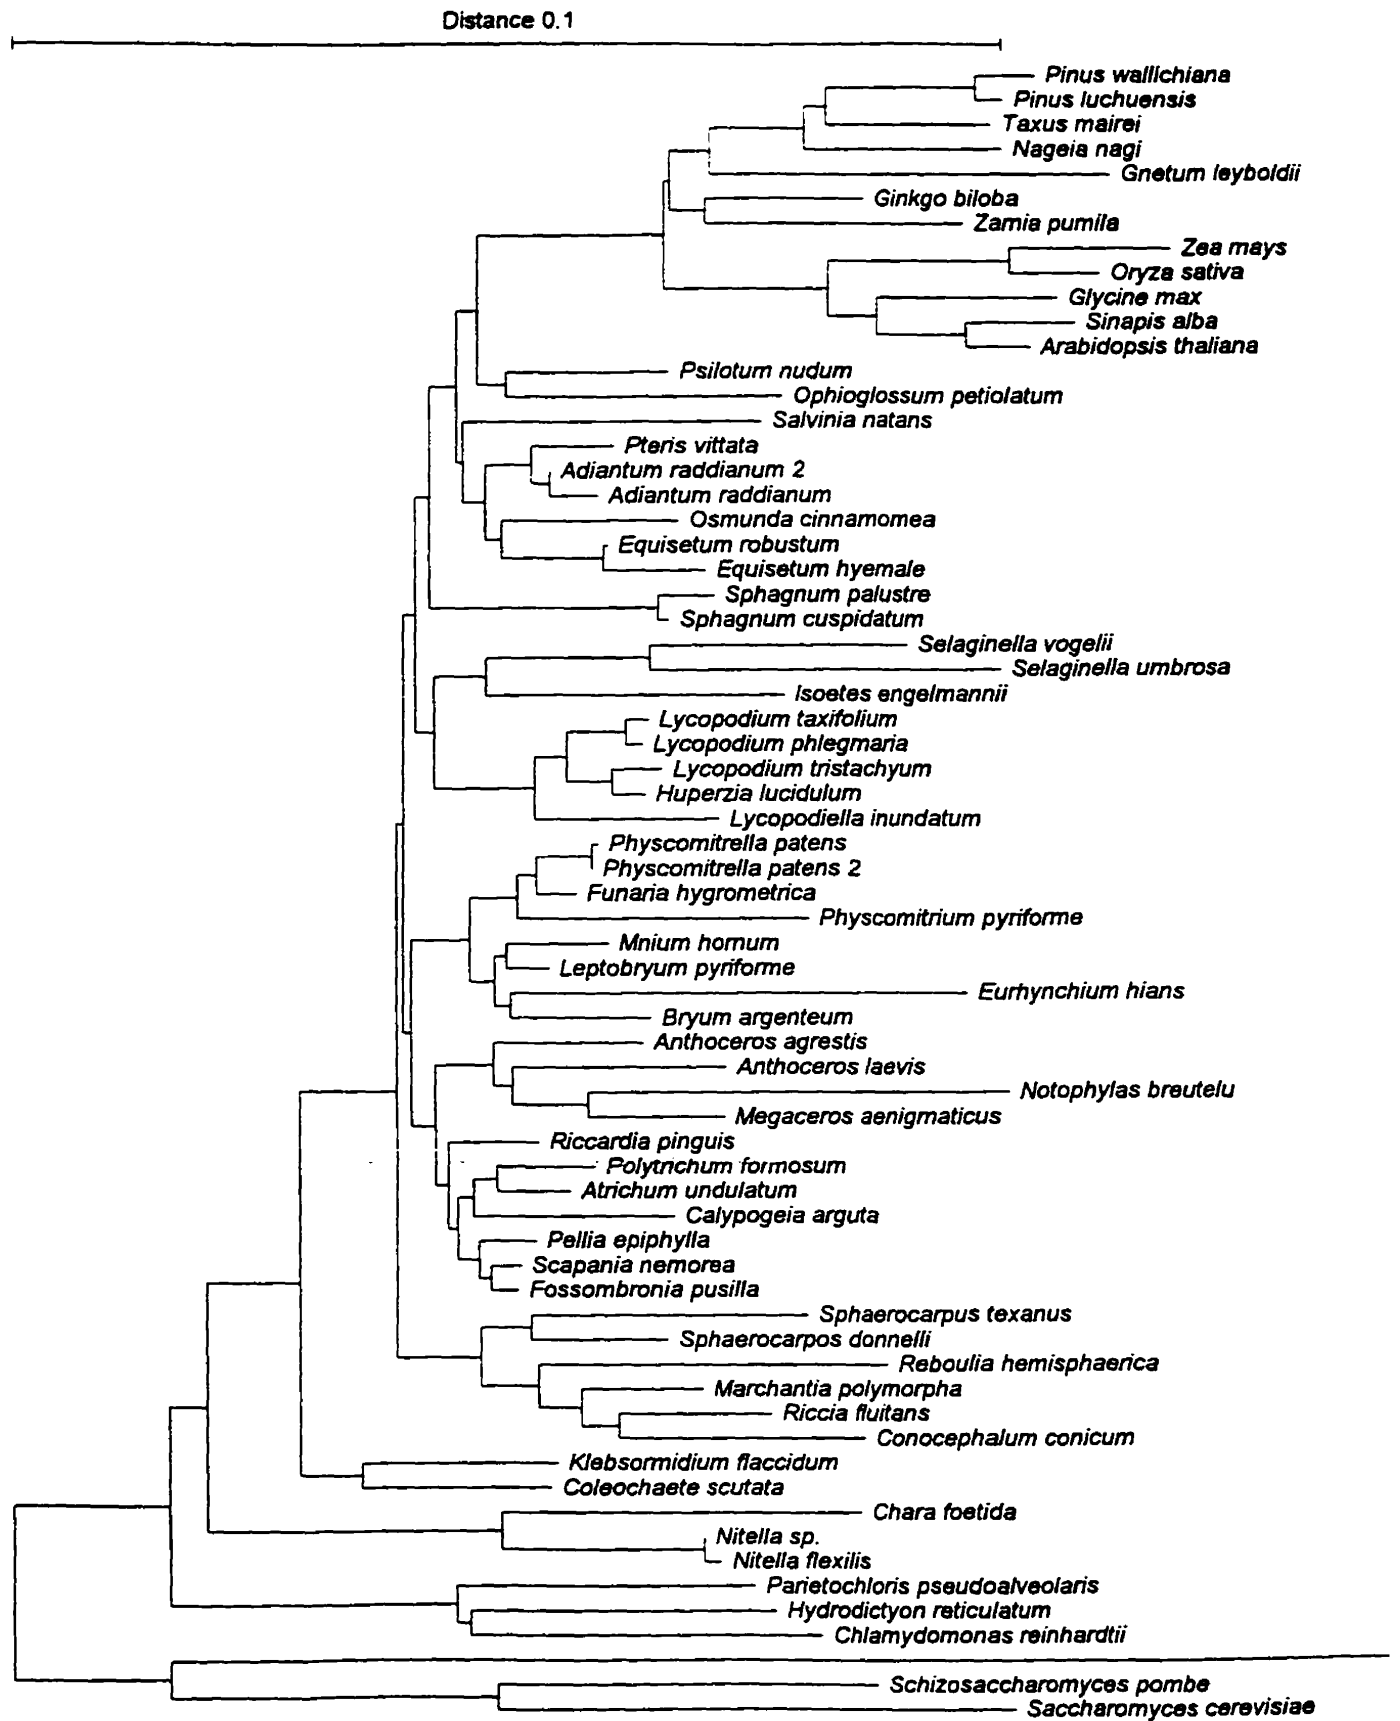 Distance 0.1
Pinus wallichiana
Pinus luchuensis
Taxus mairei
Nageia nagi
Gnetum leyboldii
Ginkgo biloba
Zamia pumila
Zea mays
Oryza sativa
Glycine max
Sinapis alba
Arabidopsis thaliana
Psilotum nudum
Ophioglossum petiolatum
Salvinia natans
Pteris vittata
Adiantum raddianum 2
Adiantum raddianum
Osmunda cinnamomea
Equisetum robustum
Equisetum hyemale
Sphagnum palustre
Sphagnum cuspidatum
Selaginella vogelii
Selaginella umbrosa
Isoetes engelmannii
Lycopodium taxifolium
Lycopodium phlegmaria
Lycopodium tristachyum
Huperzia lucidulum
Lycopodiella inundatum
Physcomitrella patens
Physcomitrella patens 2
Funaria hygrometrica
Physcomitrium pyriforme
Mnium hornum
Leptobryum pyriforme
Eurhynchium hians
Bryum argenteum
Anthoceros agrestis
Anthoceros laevis
Notophylas breutelu
Megaceros aenigmaticus
Riccardia pinguis
Polytrichum formosum
Atrichum undulatum
Calypogeia arguta
Pellia epiphylla
Scapania nemorea
Fossombronia pusilla
Sphaerocarpus texanus
Sphaerocarpos donnelli
Reboulia hemisphaerica
Marchantia polymorpha
Riccia fluitans
Conocephalum conicum
Klebsormidium flaccidum
Coleochaete scutata
Chara foetida
Nitella sp.
Nitella flexilis
Parietochloris pseudoalveolaris
Hydrodictyon reticulatum
Chlamydomonas reinhardtii
Schizosaccharomyces pombe
Saccharomyces cerevisiae